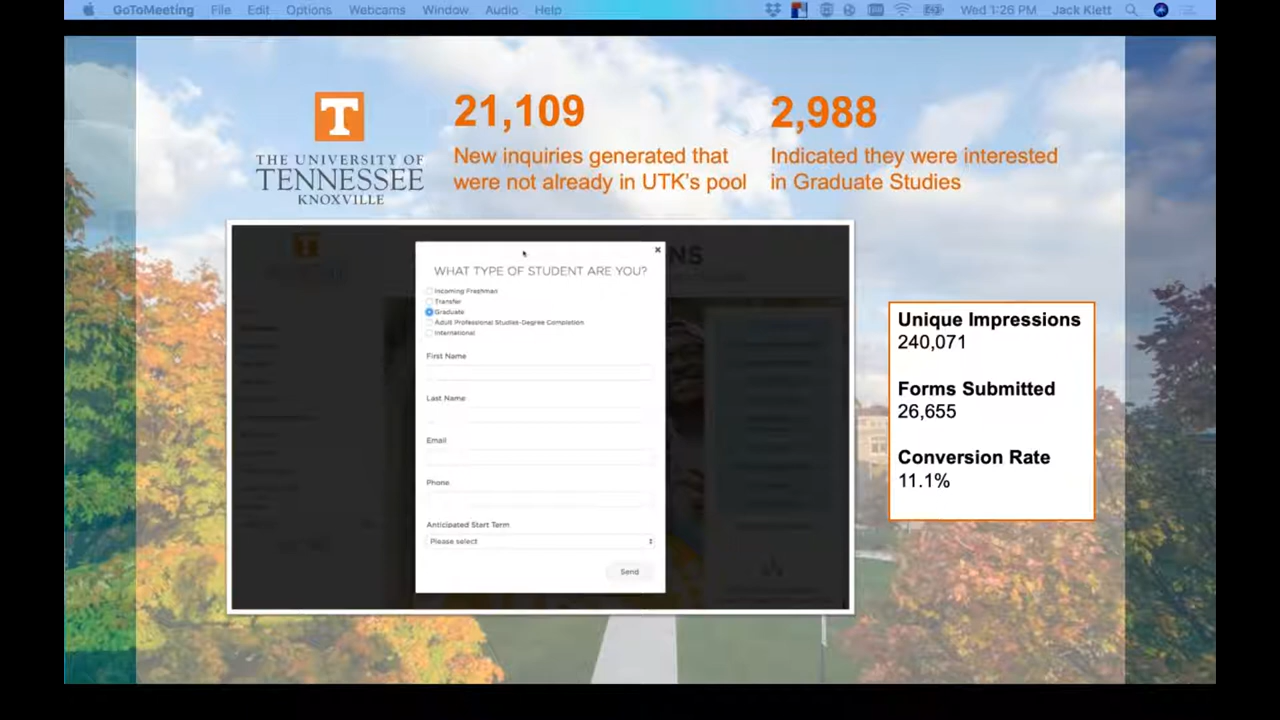 GoToMeeting File Edit Options Webcams Window Audio Help Wed 1:26 PM Jack Klett
T
THE UNIVERSITY OF
TENNESSEE
KNOXVILLE
21,109
New inquiries generated that
were not already in UTK's pool
2,988
Indicated they were interested
in Graduate Studies
WHAT TYPE OF STUDENT ARE YOU?
Incoming Freshman
Transfer
Graduate
Adult Professional Studies-Degree Completion
International
First Name
Last Name
Email
Phone
Anticipated Start Term
Please select
Send
Unique Impressions
240,071
Forms Submitted
26,655
Conversion Rate
11.1%